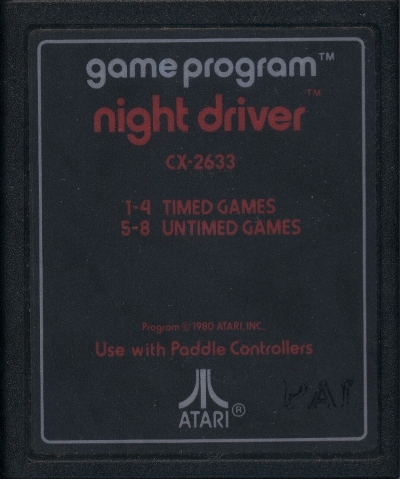 game program™
night driver™
CX-2633
1-4 TIMED GAMES
5-8 UNTIMED GAMES
Program © 1980 ATARI, INC.
Use with Paddle Controllers
ATARI®